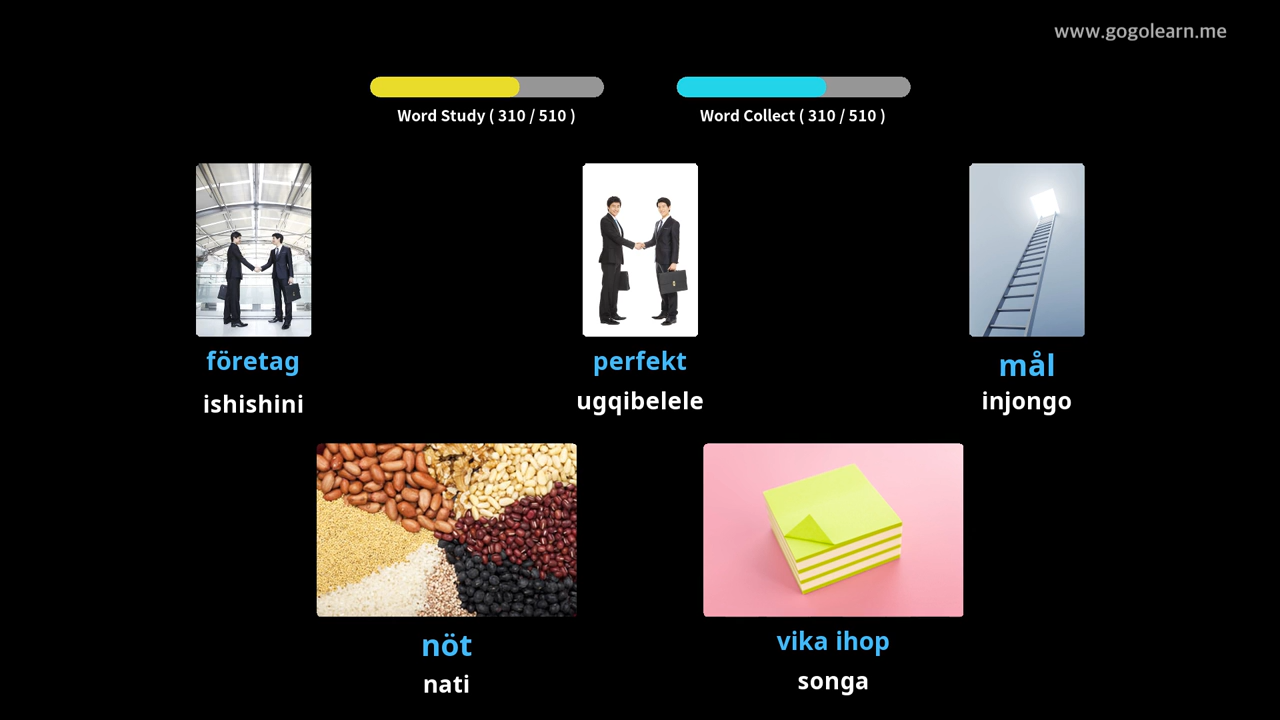 www.gogolearn.me
Word Study ( 310 / 510 )
Word Collect ( 310 / 510 )
företag
ishishini
perfekt
ugqibelele
mål
injongo
nöt
nati
vika ihop
songa